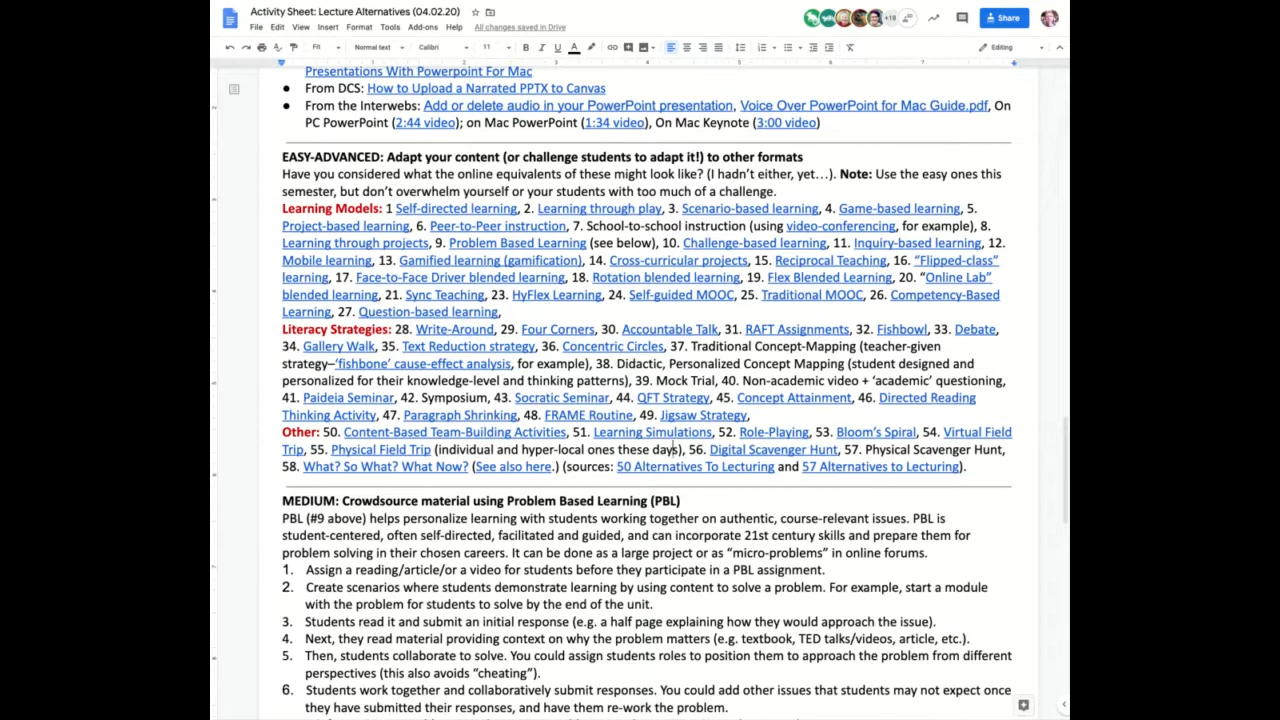 Activity Sheet: Lecture Alternatives (04.02.20)
File Edit View Insert Format Tools Add-ons Help All changes saved in Drive
+18
Share
Fit Normal text Calibri 11 B I U A Editing
1 2 3 4 5 6 7
Presentations With Powerpoint For Mac
● From DCS: How to Upload a Narrated PPTX to Canvas
● From the Interwebs: Add or delete audio in your PowerPoint presentation, Voice Over PowerPoint for Mac Guide.pdf, On
PC PowerPoint (2:44 video); on Mac PowerPoint (1:34 video), On Mac Keynote (3:00 video)
EASY-ADVANCED: Adapt your content (or challenge students to adapt it!) to other formats
Have you considered what the online equivalents of these might look like? (I hadn't either, yet…). Note: Use the easy ones this
semester, but don't overwhelm yourself or your students with too much of a challenge.
Learning Models: 1 Self-directed learning, 2. Learning through play, 3. Scenario-based learning, 4. Game-based learning, 5.
Project-based learning, 6. Peer-to-Peer instruction, 7. School-to-school instruction (using video-conferencing, for example), 8.
Learning through projects, 9. Problem Based Learning (see below), 10. Challenge-based learning, 11. Inquiry-based learning, 12.
Mobile learning, 13. Gamified learning (gamification), 14. Cross-curricular projects, 15. Reciprocal Teaching, 16. "Flipped-class"
learning, 17. Face-to-Face Driver blended learning, 18. Rotation blended learning, 19. Flex Blended Learning, 20. "Online Lab"
blended learning, 21. Sync Teaching, 23. HyFlex Learning, 24. Self-guided MOOC, 25. Traditional MOOC, 26. Competency-Based
Learning, 27. Question-based learning,
Literacy Strategies: 28. Write-Around, 29. Four Corners, 30. Accountable Talk, 31. RAFT Assignments, 32. Fishbowl, 33. Debate,
34. Gallery Walk, 35. Text Reduction strategy, 36. Concentric Circles, 37. Traditional Concept-Mapping (teacher-given
strategy–'fishbone' cause-effect analysis, for example), 38. Didactic, Personalized Concept Mapping (student designed and
personalized for their knowledge-level and thinking patterns), 39. Mock Trial, 40. Non-academic video + 'academic' questioning,
41. Paideia Seminar, 42. Symposium, 43. Socratic Seminar, 44. QFT Strategy, 45. Concept Attainment, 46. Directed Reading
Thinking Activity, 47. Paragraph Shrinking, 48. FRAME Routine, 49. Jigsaw Strategy,
Other: 50. Content-Based Team-Building Activities, 51. Learning Simulations, 52. Role-Playing, 53. Bloom's Spiral, 54. Virtual Field
Trip, 55. Physical Field Trip (individual and hyper-local ones these days), 56. Digital Scavenger Hunt, 57. Physical Scavenger Hunt,
58. What? So What? What Now? (See also here.) (sources: 50 Alternatives To Lecturing and 57 Alternatives to Lecturing).
MEDIUM: Crowdsource material using Problem Based Learning (PBL)
PBL (#9 above) helps personalize learning with students working together on authentic, course-relevant issues. PBL is
student-centered, often self-directed, facilitated and guided, and can incorporate 21st century skills and prepare them for
problem solving in their chosen careers. It can be done as a large project or as "micro-problems" in online forums.
1. Assign a reading/article/or a video for students before they participate in a PBL assignment.
2. Create scenarios where students demonstrate learning by using content to solve a problem. For example, start a module
with the problem for students to solve by the end of the unit.
3. Students read it and submit an initial response (e.g. a half page explaining how they would approach the issue).
4. Next, they read material providing context on why the problem matters (e.g. textbook, TED talks/videos, article, etc.).
5. Then, students collaborate to solve. You could assign students roles to position them to approach the problem from different
perspectives (this also avoids "cheating").
6. Students work together and collaboratively submit responses. You could add other issues that students may not expect once
they have submitted their responses, and have them re-work the problem.